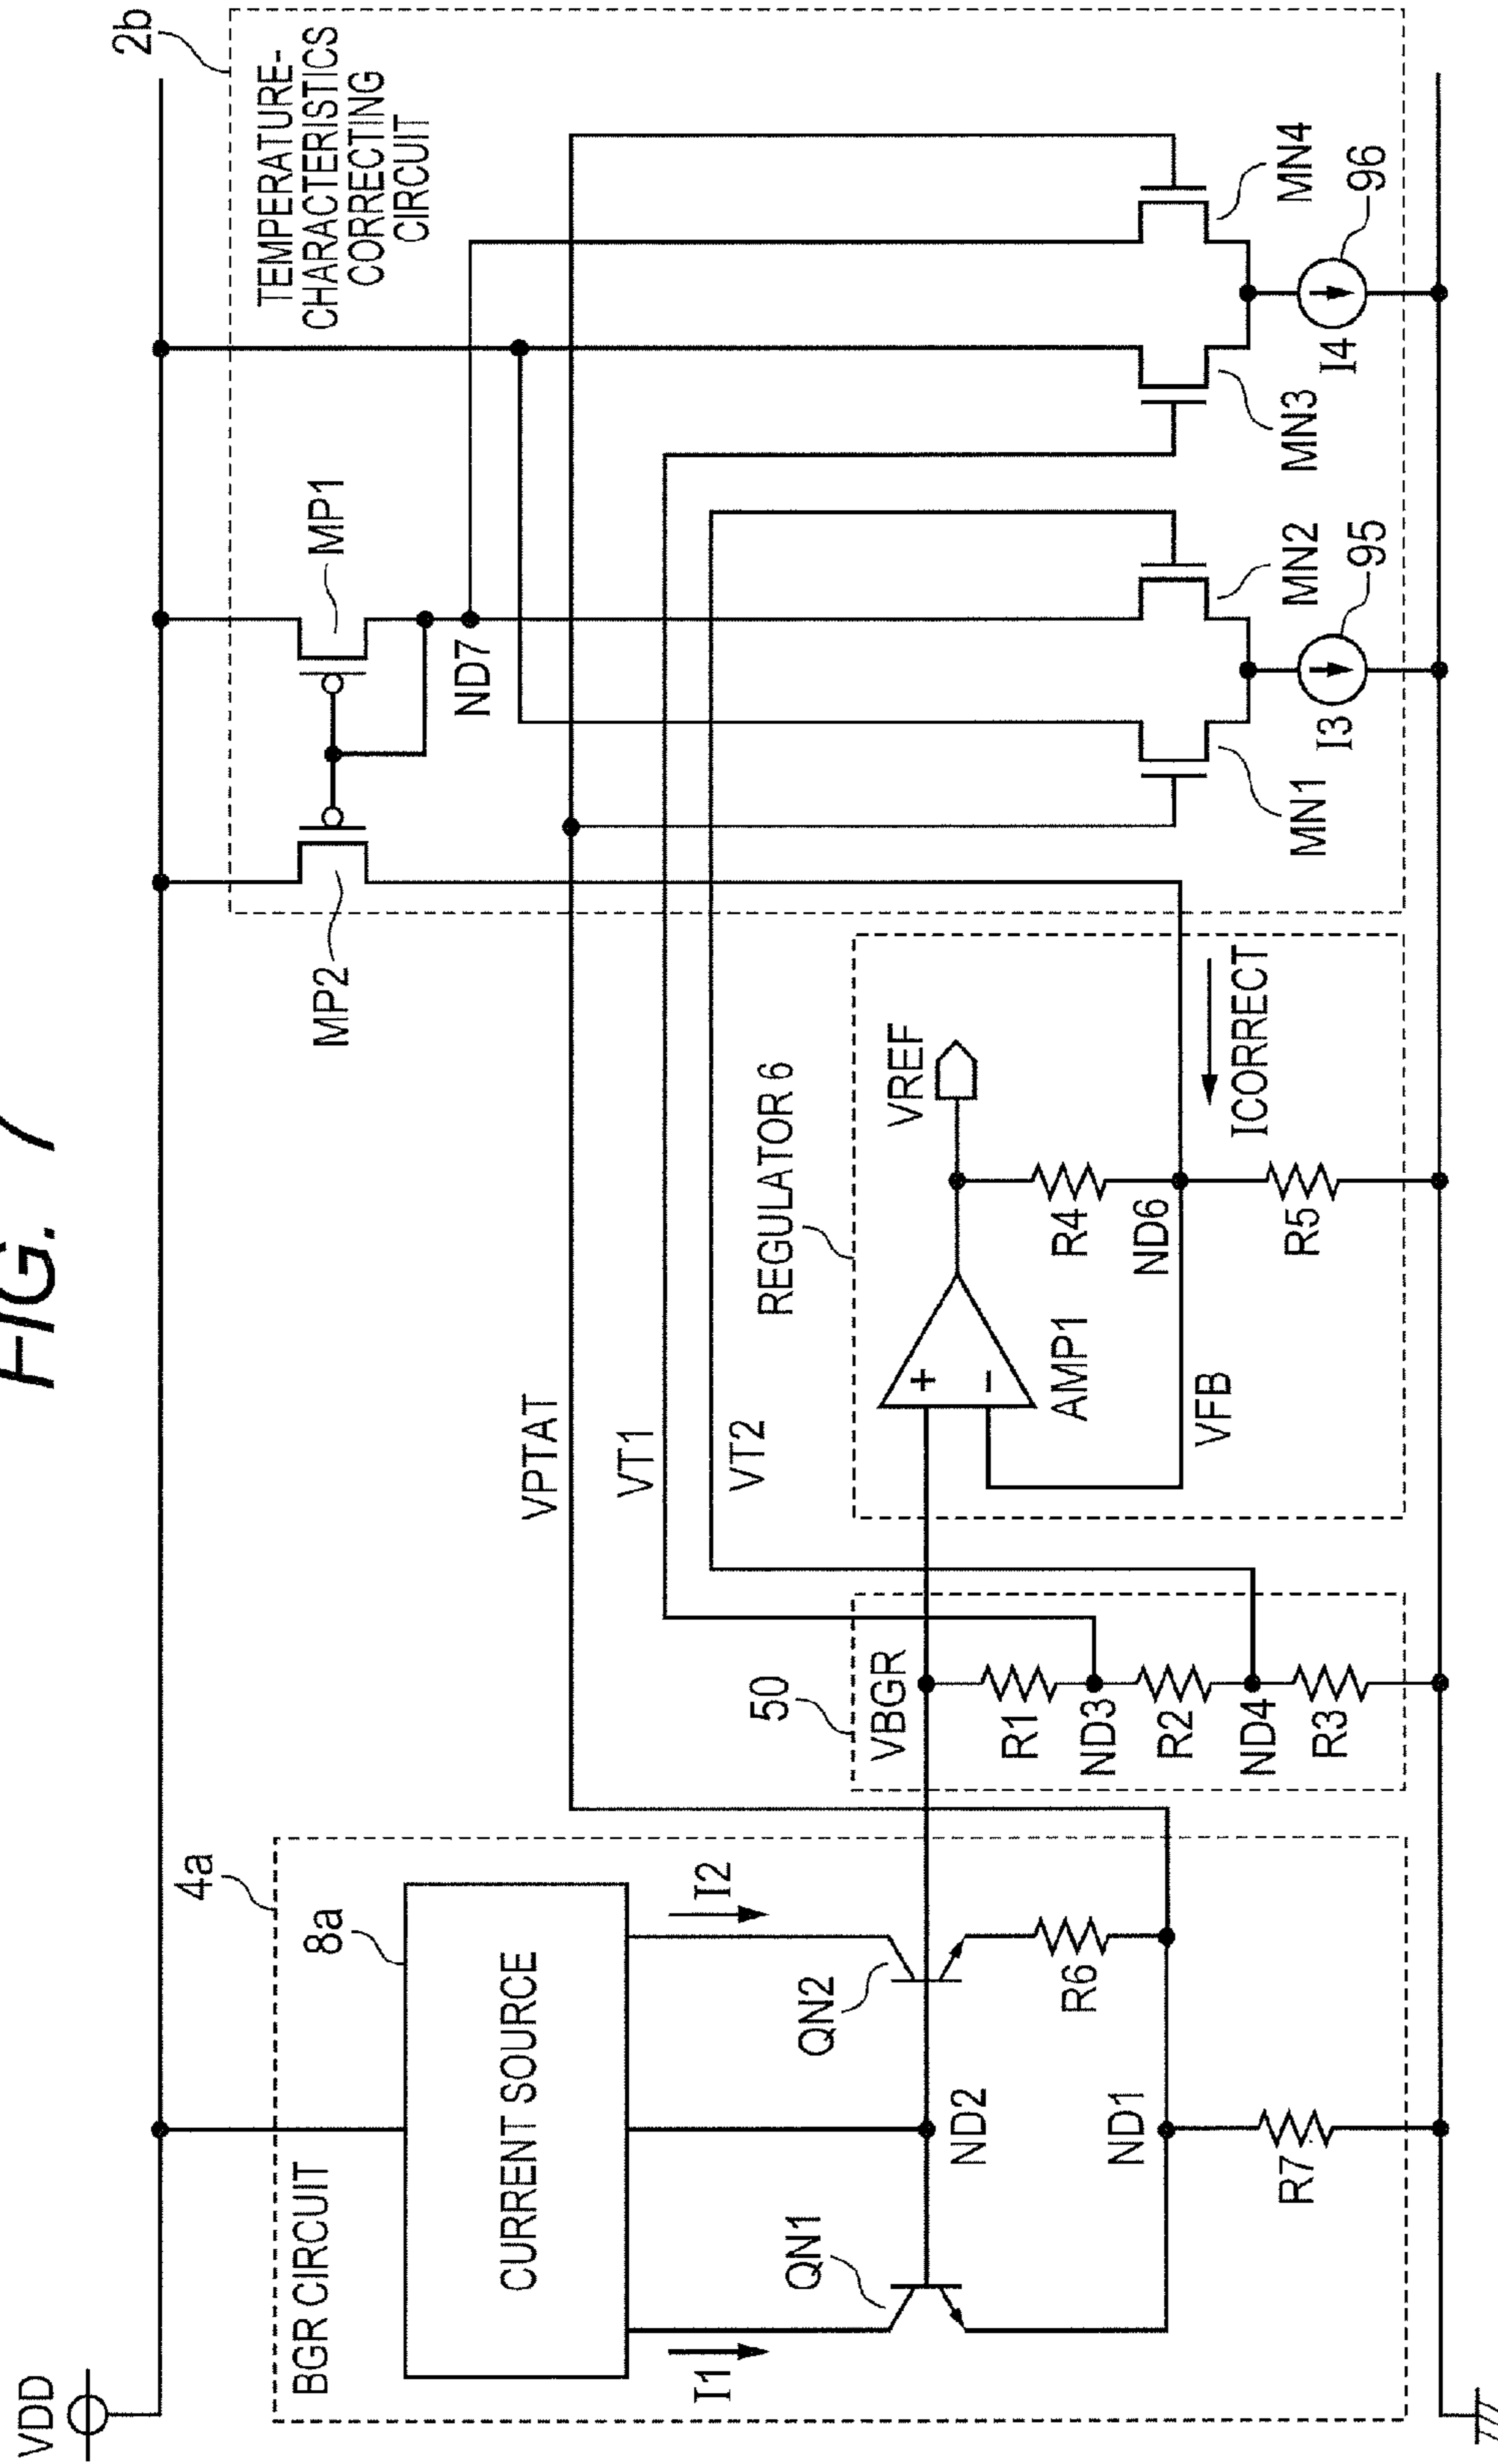 FIG. 7
VDD
4a
BGR CIRCUIT
8a
CURRENT SOURCE
I1
I2
QN1
QN2
ND2
R6
ND1
R7
50
VBGR
R1
ND3
R2
ND4
R3
VPTAT
VT1
VT2
REGULATOR 6
VREF
+
−
AMP1
R4
ND6
VFB
R5
ICORRECT
2b
TEMPERATURE-
CHARACTERISTICS
CORRECTING
CIRCUIT
MP2
MP1
ND7
MN1
MN2
MN3
MN4
I3
95
I4
96